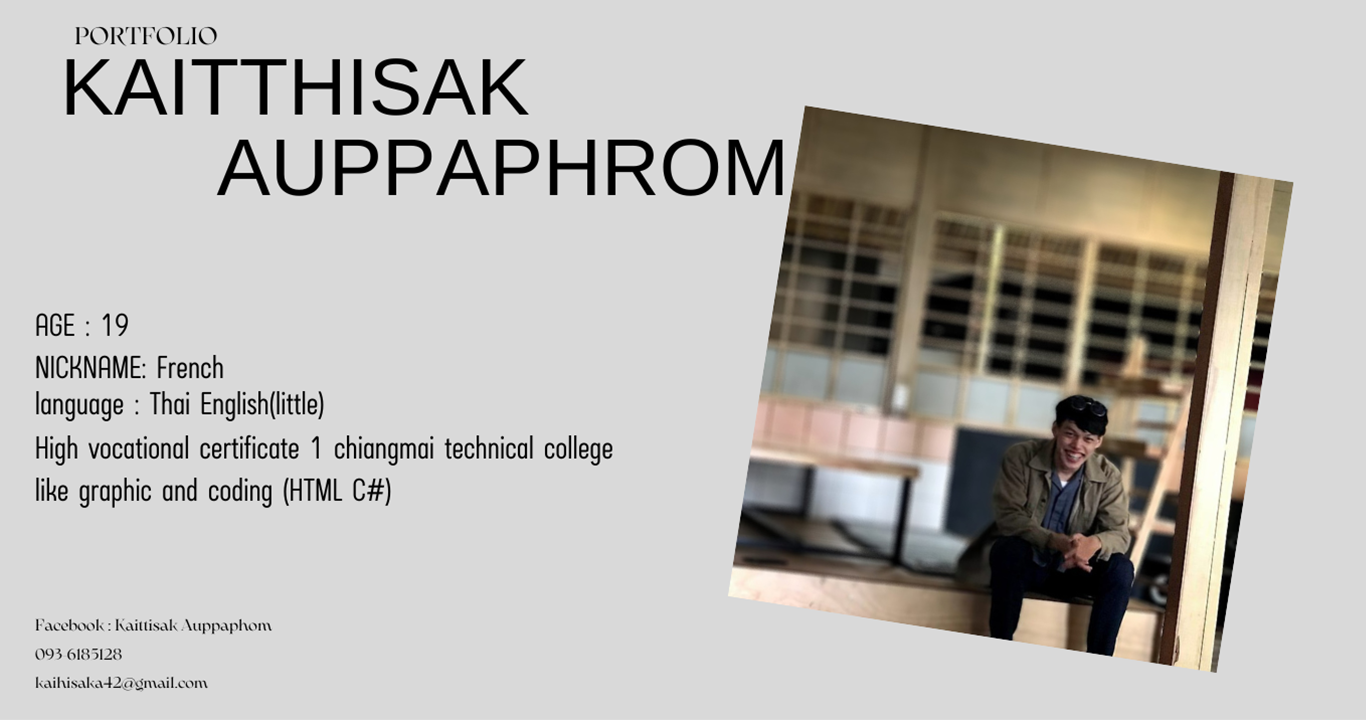 PORTFOLIO
KAITTHISAK
AUPPAPHROM
AGE : 19
NICKNAME: French
language : Thai English(little)
High vocational certificate 1 chiangmai technical college
like graphic and coding (HTML C#)
Facebook : Kaittisak Auppaphom
093 6185128
kaihisaka42@gmail.com